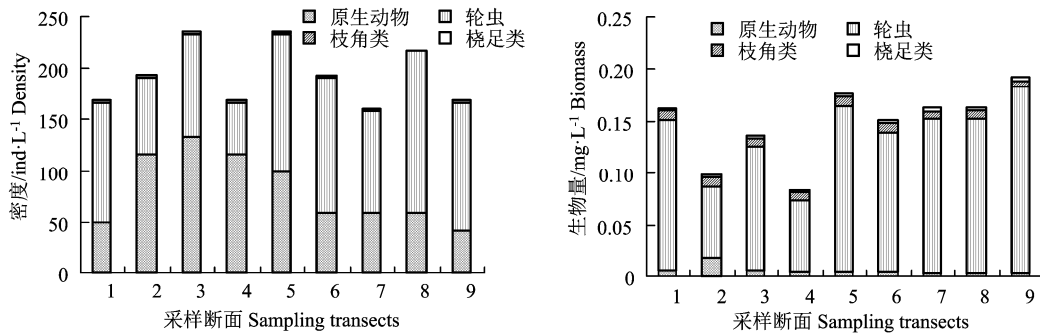 250
200
150
100
50
0
密度/ind·L⁻¹ Density
原生动物 轮虫
枝角类 桡足类
1 2 3 4 5 6 7 8 9
采样断面 Sampling transects
0.25
0.20
0.15
0.10
0.05
0
生物量/mg·L⁻¹ Biomass
原生动物 轮虫
枝角类 桡足类
1 2 3 4 5 6 7 8 9
采样断面 Sampling transects